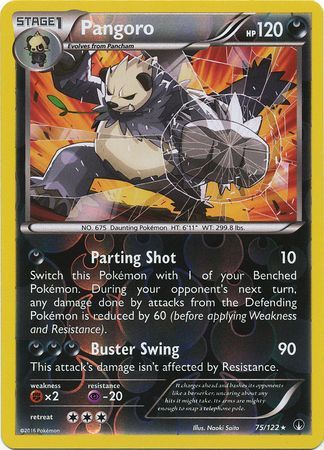 STAGE1
Pangoro
HP120
Evolves from Pancham
NO. 675 Daunting Pokémon HT: 6'11" WT: 299.8 lbs.
Parting Shot 10
Switch this Pokémon with 1 of your Benched
Pokémon. During your opponent's next turn,
any damage done by attacks from the Defending
Pokémon is reduced by 60 (before applying Weakness
and Resistance).
Buster Swing 90
This attack's damage isn't affected by Resistance.
weakness
×2
resistance
-20
retreat
It charges ahead and bashes its opponents
like a berserker, uncaring about any
hits it might take. Its arms are mighty
enough to snap a telephone pole.
©2016 Pokémon
Illus. Naoki Saito
75/122 ★